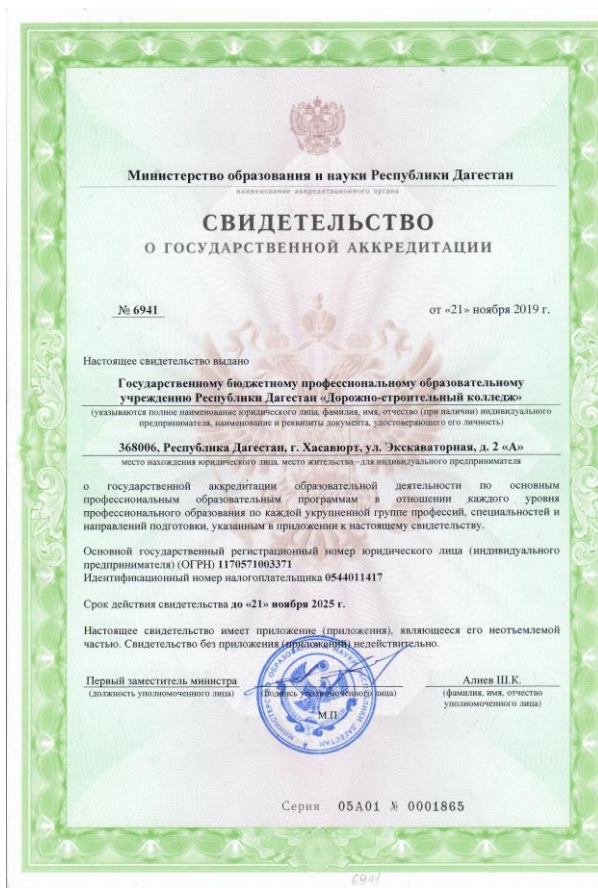 Министерство образования и науки Республики Дагестан
наименование аккредитационного органа
СВИДЕТЕЛЬСТВО
О ГОСУДАРСТВЕННОЙ АККРЕДИТАЦИИ
№ 6941 от «21» ноября 2019 г.
Настоящее свидетельство выдано
Государственному бюджетному профессиональному образовательному
учреждению Республики Дагестан «Дорожно-строительный колледж»
(указываются полное наименование юридического лица, фамилия, имя, отчество (при наличии) индивидуального
предпринимателя, наименование и реквизиты документа, удостоверяющего его личность)
368006, Республика Дагестан, г. Хасавюрт, ул. Экскаваторная, д. 2 «А»
место нахождения юридического лица, место жительства –для индивидуального предпринимателя
о государственной аккредитации образовательной деятельности по основным
профессиональным образовательным программам в отношении каждого уровня
профессионального образования по каждой укрупненной группе профессий, специальностей и
направлений подготовки, указанным в приложении к настоящему свидетельству.
Основной государственный регистрационный номер юридического лица (индивидуального
предпринимателя) (ОГРН) 1170571003371
Идентификационный номер налогоплательщика 0544011417
Срок действия свидетельства до «21» ноября 2025 г.
Настоящее свидетельство имеет приложение (приложения), являющееся его неотъемлемой
частью. Свидетельство без приложения (приложений) недействительно.
Первый заместитель министра Алиев Ш.К.
(должность уполномоченного лица) (подпись уполномоченного лица) (фамилия, имя, отчество
уполномоченного лица)
М.П.
Серия 05А01 № 0001865
6941